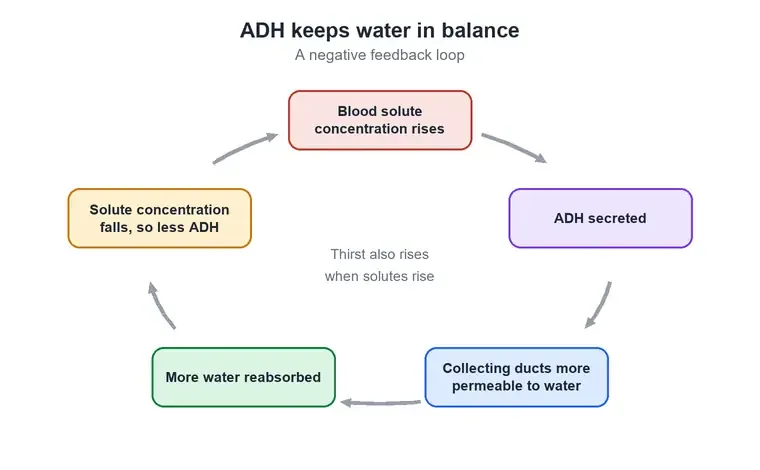 ADH keeps water in balance
A negative feedback loop
Blood solute
concentration rises
ADH secreted
Collecting ducts more
permeable to water
More water reabsorbed
Solute concentration
falls, so less ADH
Thirst also rises
when solutes rise